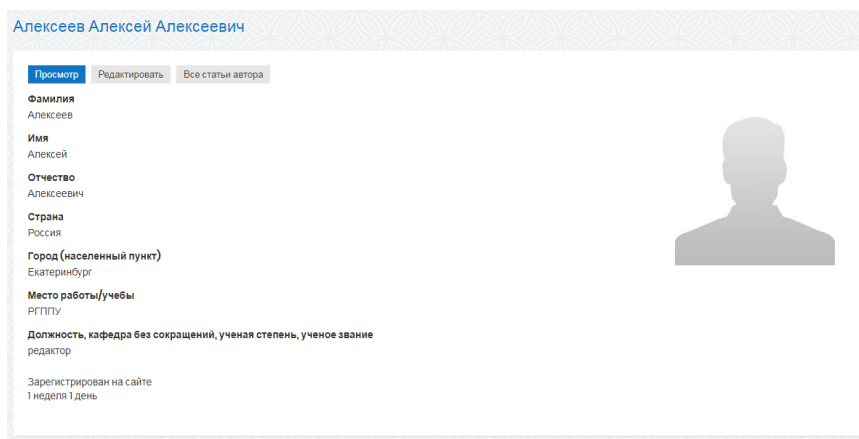 Алексеев Алексей Алексеевич
Просмотр Редактировать Все статьи автора
Фамилия
Алексеев
Имя
Алексей
Отчество
Алексеевич
Страна
Россия
Город (населенный пункт)
Екатеринбург
Место работы/учебы
РГППУ
Должность, кафедра без сокращений, ученая степень, ученое звание
редактор
Зарегистрирован на сайте
1 неделя 1 день